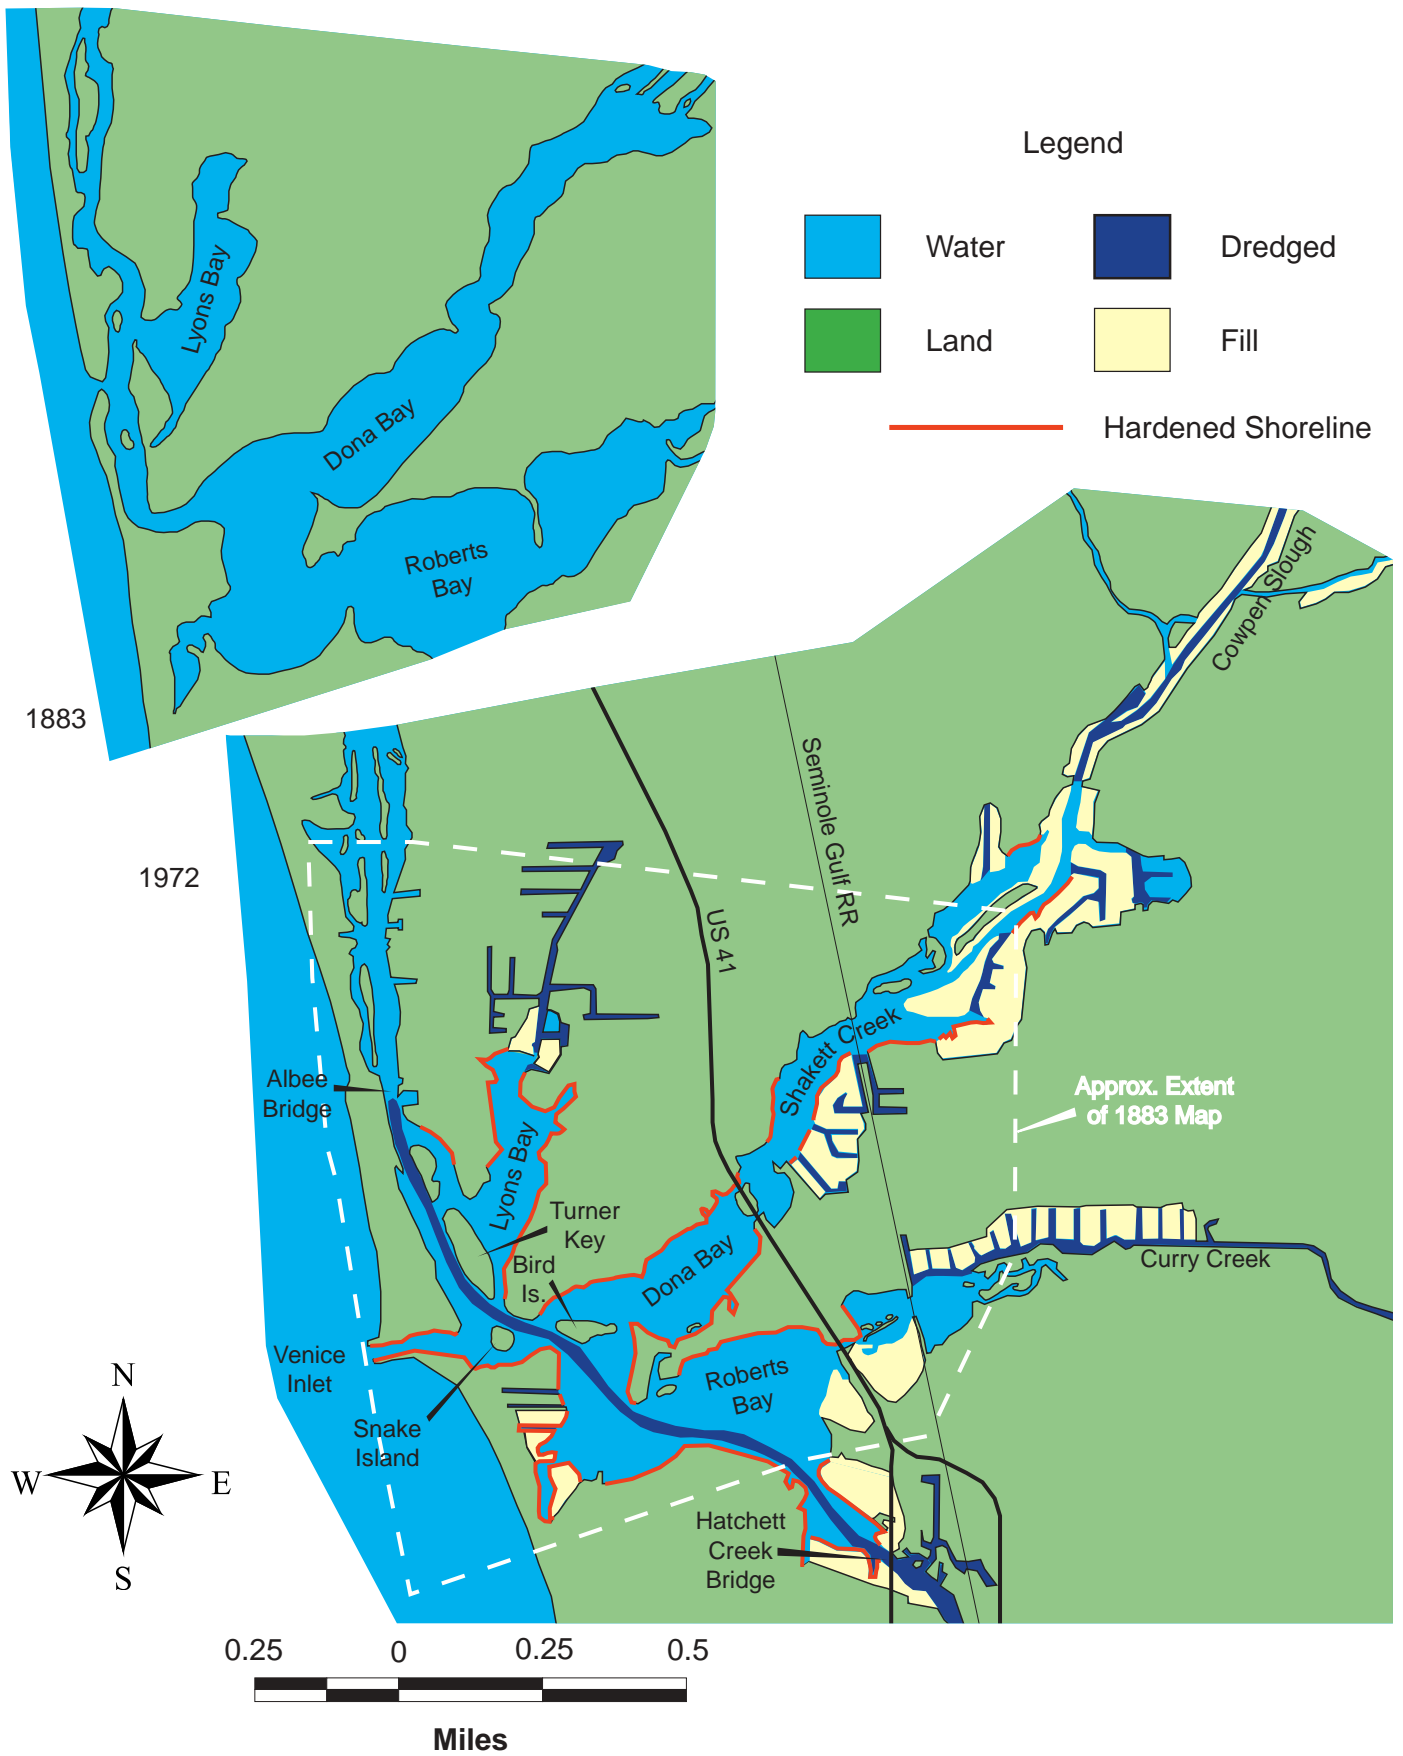 Legend
Water
Dredged
Land
Fill
Hardened Shoreline
Lyons Bay
Dona Bay
Roberts
Bay
1883
1972
Cowpen Slough
Seminole Gulf RR
US 41
Shakett Creek
Albee
Bridge
Approx. Extent
of 1883 Map
Lyons Bay
Turner
Key
Bird
Is.
Dona Bay
Curry Creek
Venice
Inlet
Roberts
Bay
Snake
Island
Hatchett
Creek
Bridge
N
W
E
S
0.25 0 0.25 0.5
Miles